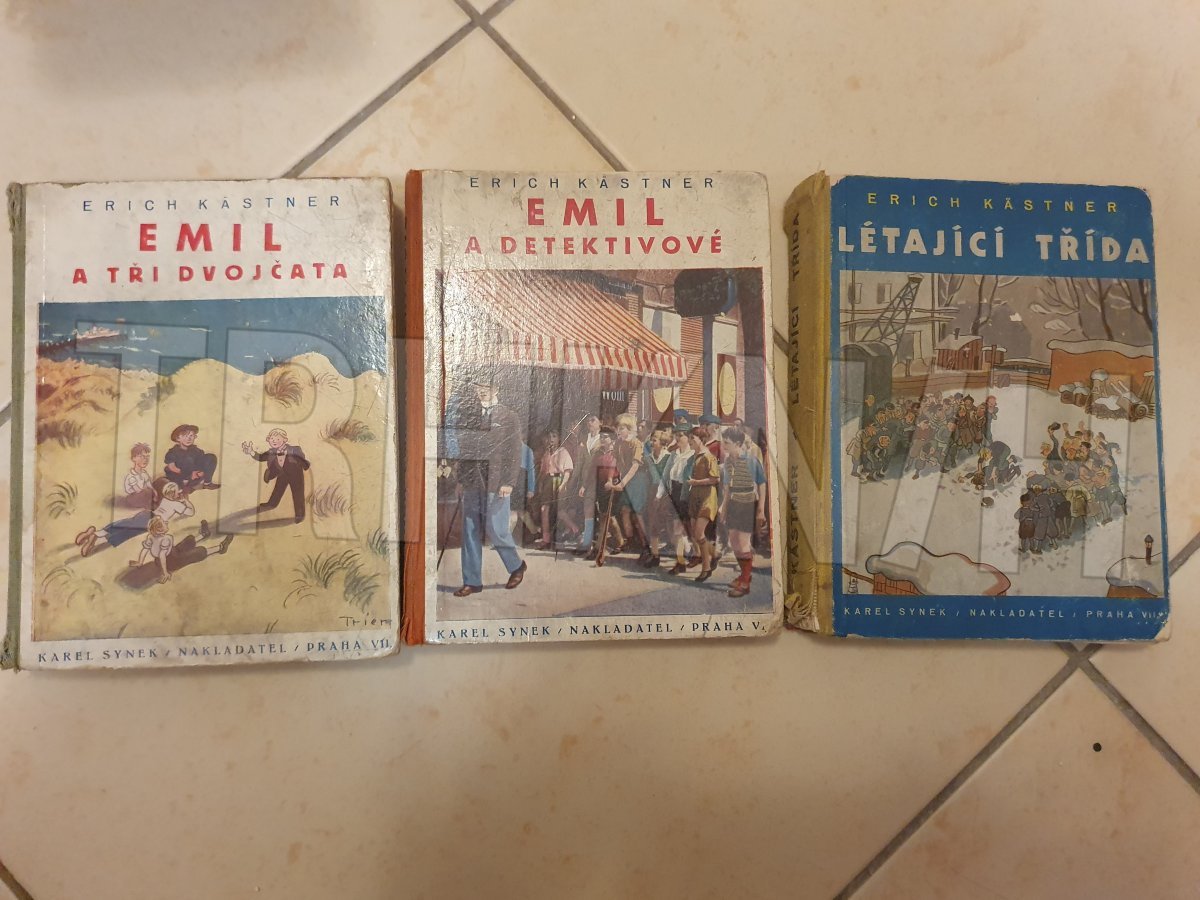 ERICH KÄSTNER
EMIL
A TŘI DVOJČATA
Trier
KAREL SYNEK / NAKLADATEL / PRAHA VII.
ERICH KÄSTNER
EMIL
A DETEKTIVOVÉ
KAREL SYNEK / NAKLADATEL / PRAHA V
KÄSTNER LÉTAJÍCÍ TŘÍDA
ERICH KÄSTNER
LÉTAJÍCÍ TŘÍDA
KAREL SYNEK / NAKLADATEL / PRAHA VII